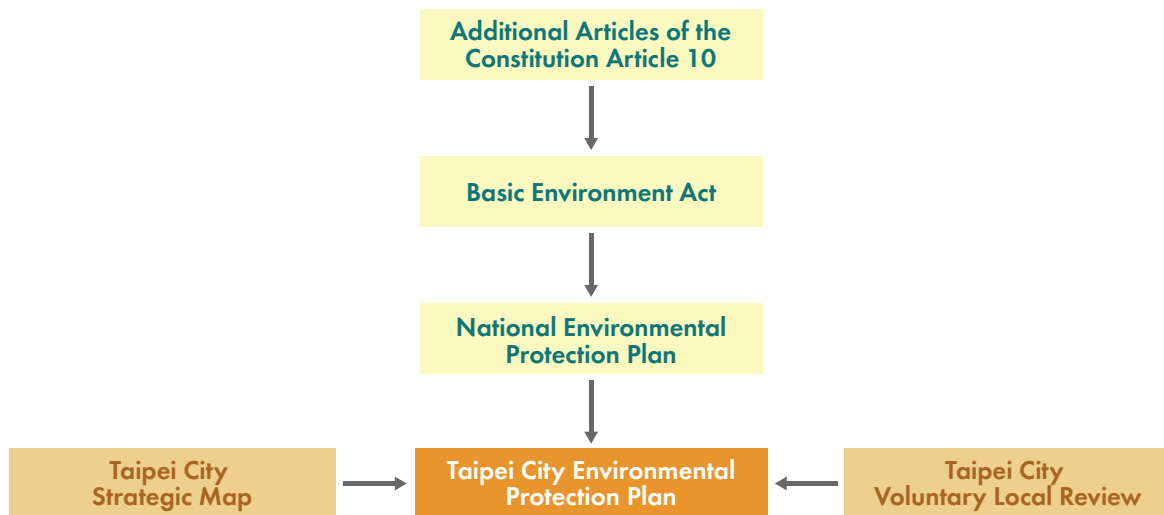 Additional Articles of the
Constitution Article 10
Basic Environment Act
National Environmental
Protection Plan
Taipei City
Strategic Map
Taipei City Environmental
Protection Plan
Taipei City
Voluntary Local Review